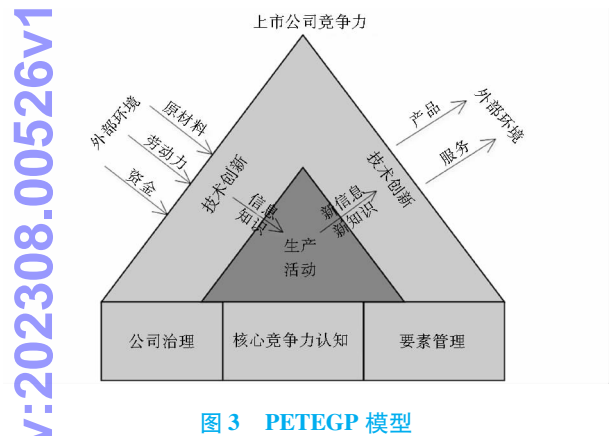 上市公司竞争力
外部环境
原材料
劳动力
资金
技术创新
信息
知识
生产
活动
新信息
新知识
技术创新
产品
服务
外部环境
公司治理
核心竞争力认知
要素管理
图 3 PETEGP 模型
v:202308.00526v1